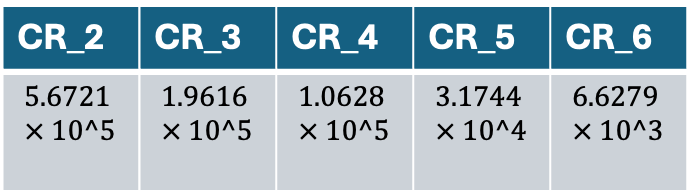 CR_2 CR_3 CR_4 CR_5 CR_6
5.6721 1.9616 1.0628 3.1744 6.6279
× 10^5 × 10^5 × 10^5 × 10^4 × 10^3